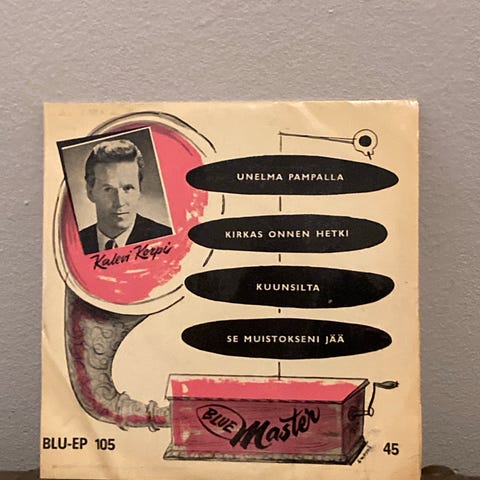 Kalevi Korpi
UNELMA PAMPALLA
KIRKAS ONNEN HETKI
KUUNSILTA
SE MUISTOKSENI JÄÄ
BLUE Master
BLU-EP 105
45